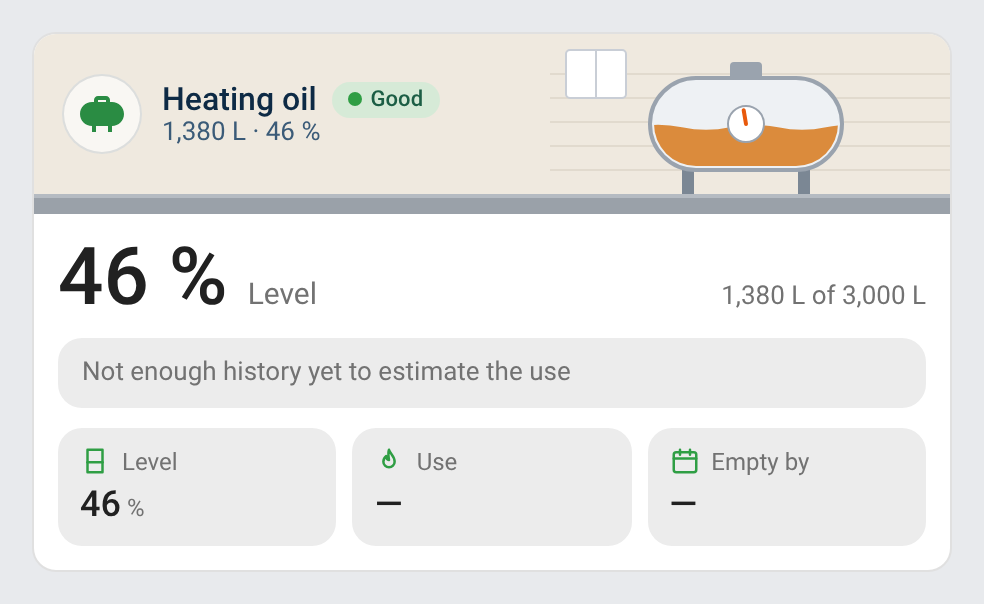 Heating oil
Good
1,380 L · 46 %
46 % Level
1,380 L of 3,000 L
Not enough history yet to estimate the use
Level
46 %
Use
—
Empty by
—